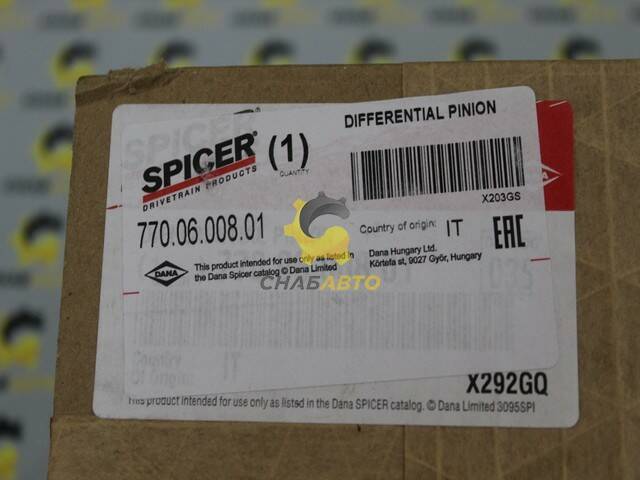 DIFFERENTIAL PINION
SPICER®
DRIVETRAIN PRODUCTS
(1)
QUANTITY
X203GS
770.06.008.01
Country of origin: IT
EAC
DANA
This product intended for use only as listed in
the Dana Spicer catalog © Dana Limited
Dana Hungary Ltd.
Körtefa st, 9027 Győr, Hungary
СНАБАВТО
IT
X292GQ
This product intended for use only as listed in the Dana SPICER catalog. © Dana Limited 3095SPI